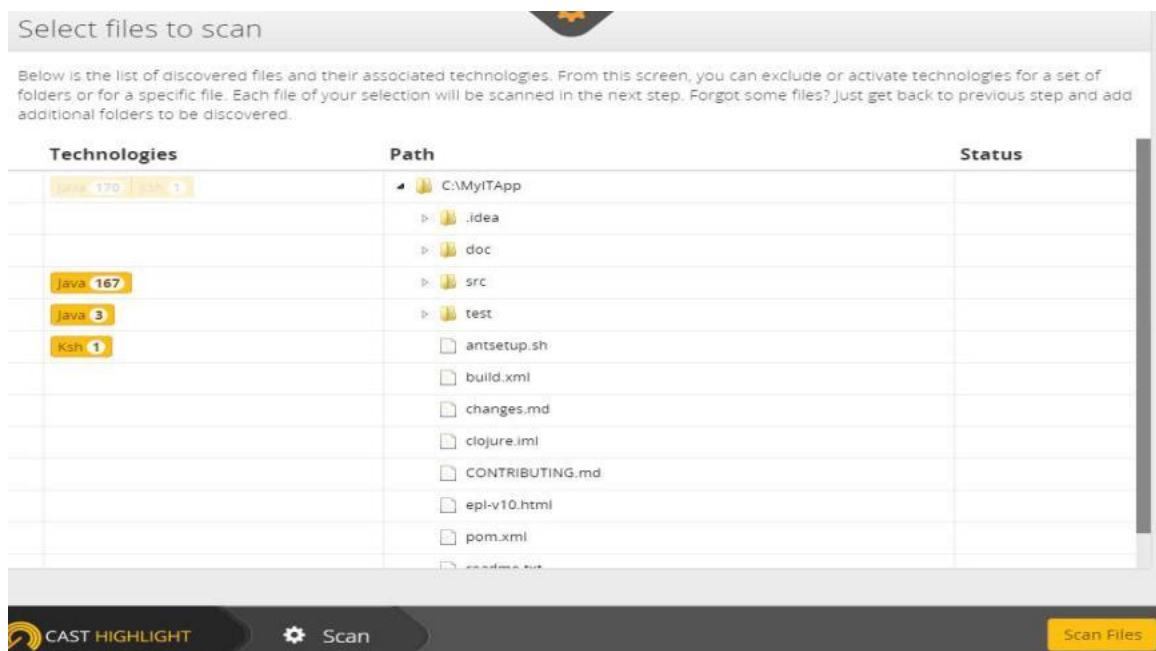 Select files to scan
Below is the list of discovered files and their associated technologies. From this screen, you can exclude or activate technologies for a set of
folders or for a specific file. Each file of your selection will be scanned in the next step. Forgot some files? Just get back to previous step and add
additional folders to be discovered.
Technologies Path Status
Java 170 Ksh 1 C:\MyITApp
.idea
doc
Java 167 src
Java 3 test
Ksh 1 antsetup.sh
build.xml
changes.md
clojure.iml
CONTRIBUTING.md
epl-v10.html
pom.xml
readme.txt
CAST HIGHLIGHT Scan Scan Files